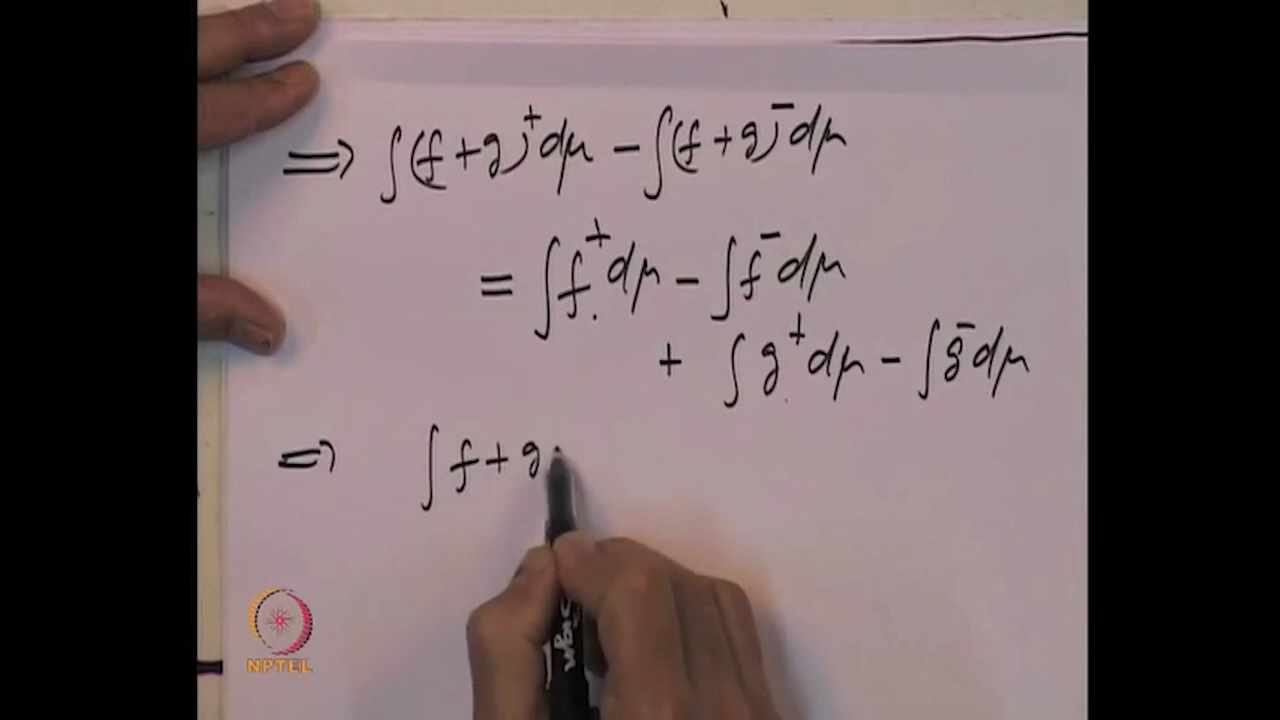 ⟹ ∫(f+g)⁺dμ − ∫(f+g)⁻dμ
= ∫f⁺dμ − ∫f⁻dμ
+ ∫g⁺dμ − ∫g⁻dμ
⟹ ∫f+g
NPTEL